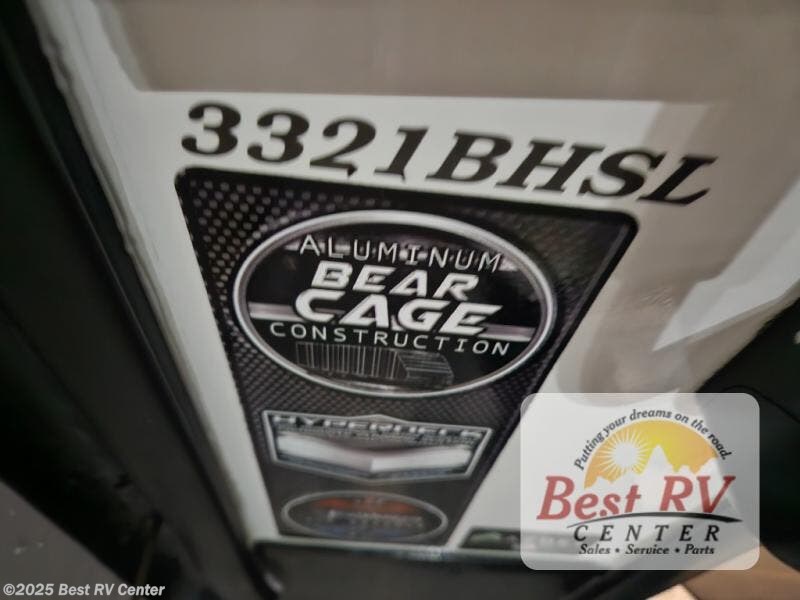 3321BHSL
ALUMINUM
BEAR
CAGE
CONSTRUCTION
HYPERDECK
Putting your dreams on the road.
Best RV
CENTER
Sales • Service • Parts
©2025 Best RV Center